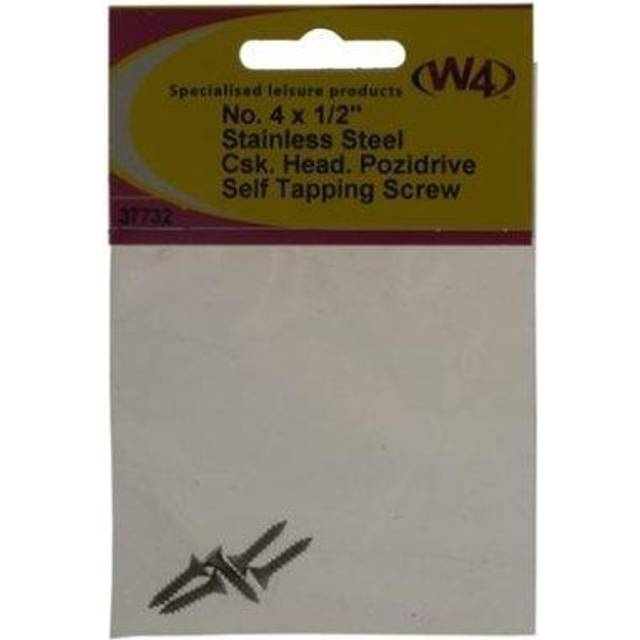 W4
Specialised leisure products
No. 4 x 1/2"
Stainless Steel
Csk. Head. Pozidrive
Self Tapping Screw
37732